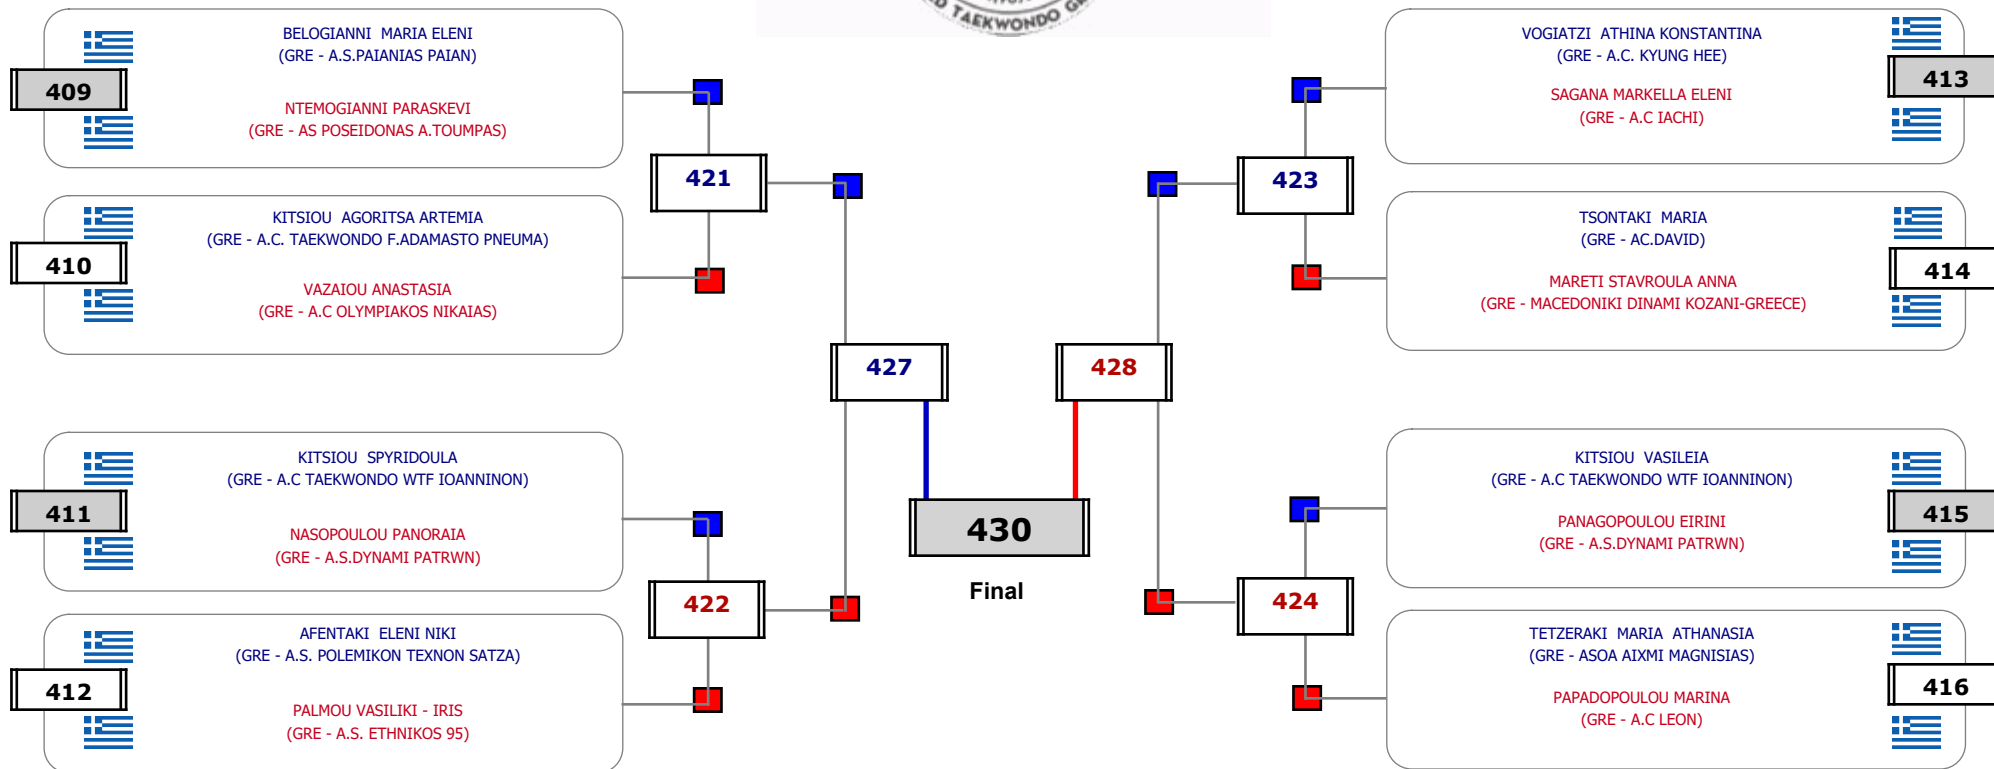 TAEKWONDO
BELOGIANNI MARIA ELENI
(GRE - A.S.PAIANIAS PAIAN)
409
NTEMOGIANNI PARASKEVI
(GRE - AS POSEIDONAS A.TOUMPAS)
421
KITSIOU AGORITSA ARTEMIA
(GRE - A.C. TAEKWONDO F.ADAMASTO PNEUMA)
410
VAZAIOU ANASTASIA
(GRE - A.C OLYMPIAKOS NIKAIAS)
427
KITSIOU SPYRIDOULA
(GRE - A.C TAEKWONDO WTF IOANNINON)
411
NASOPOULOU PANORAIA
(GRE - A.S.DYNAMI PATRWN)
422
AFENTAKI ELENI NIKI
(GRE - A.S. POLEMIKON TEXNON SATZA)
412
PALMOU VASILIKI - IRIS
(GRE - A.S. ETHNIKOS 95)
430
Final
VOGIATZI ATHINA KONSTANTINA
(GRE - A.C. KYUNG HEE)
413
SAGANA MARKELLA ELENI
(GRE - A.C IACHI)
423
TSONTAKI MARIA
(GRE - AC.DAVID)
414
MARETI STAVROULA ANNA
(GRE - MACEDONIKI DINAMI KOZANI-GREECE)
428
KITSIOU VASILEIA
(GRE - A.C TAEKWONDO WTF IOANNINON)
415
PANAGOPOULOU EIRINI
(GRE - A.S.DYNAMI PATRWN)
424
TETZERAKI MARIA ATHANASIA
(GRE - ASOA AIXMI MAGNISIAS)
416
PAPADOPOULOU MARINA
(GRE - A.C LEON)